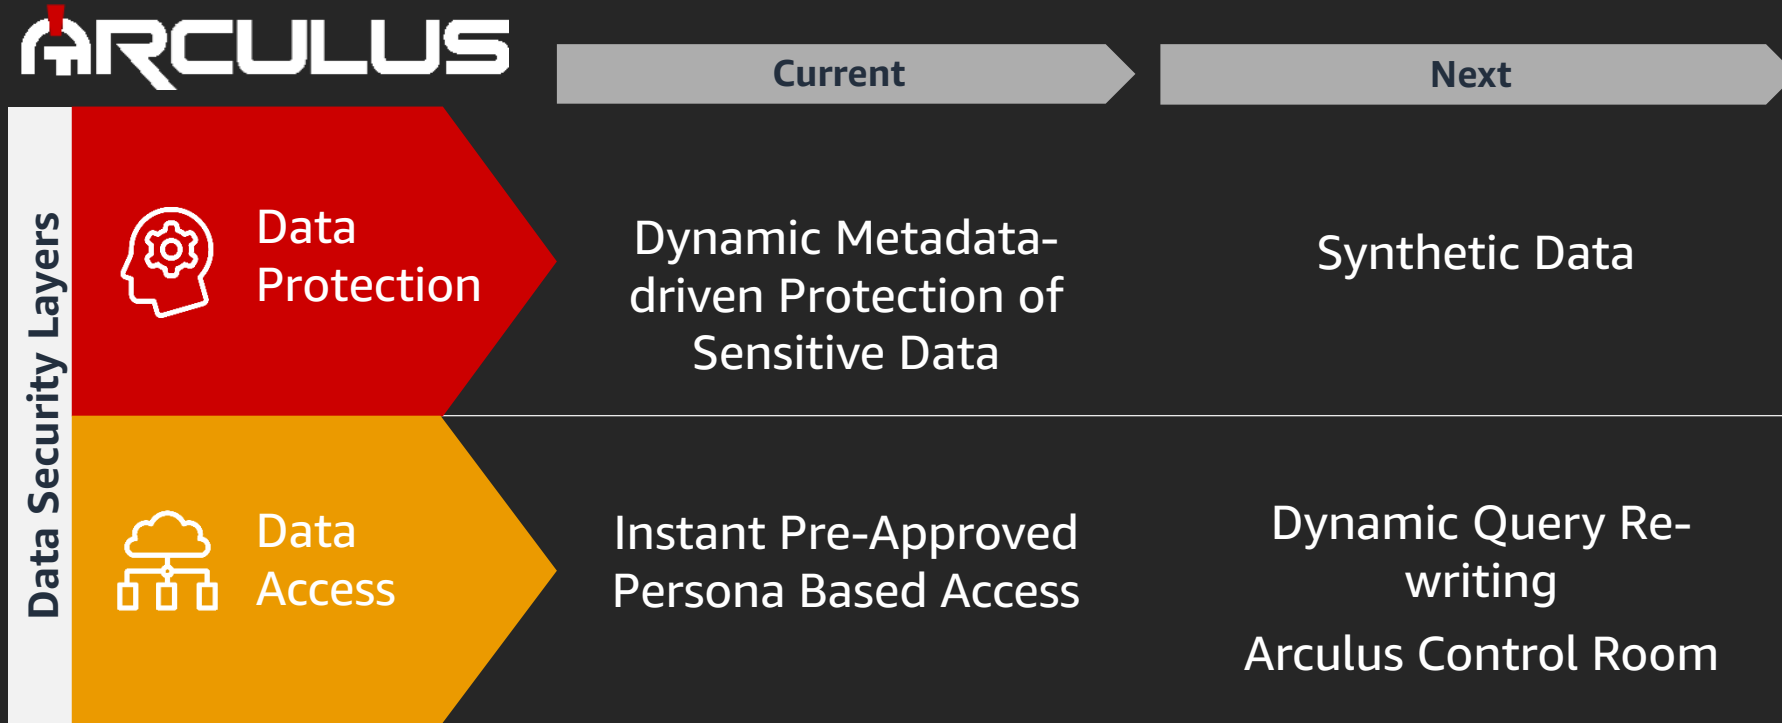 ARCULUS
Current
Next
Data Security Layers
Data
Protection
Dynamic Metadata-
driven Protection of
Sensitive Data
Synthetic Data
Data
Access
Instant Pre-Approved
Persona Based Access
Dynamic Query Re-
writing
Arculus Control Room